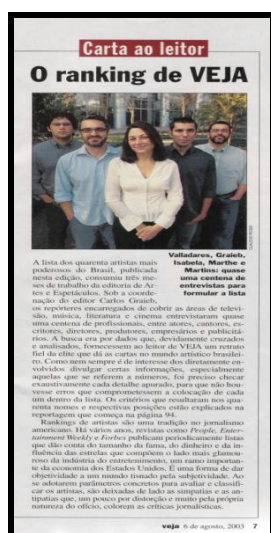 Carta ao leitor
O ranking de VEJA
Valladares, Graieb,
Isabela, Marthe e
Martins: quase
uma centena de
entrevistas para
formular a lista
A lista dos quarenta artistas mais
poderosos do Brasil, publicada
nesta edição, consumiu três me-
ses de trabalho da editoria de Ar-
tes e Espetáculos. Sob a coorde-
nação do editor Carlos Graieb,
os repórteres encarregados de cobrir as áreas de televi-
são, música, literatura e cinema entrevistaram quase
uma centena de profissionais, entre atores, cantores, es-
critores, diretores, produtores, empresários e publicitá-
rios. A busca era por dados que, devidamente cruzados
e analisados, fornecessem ao leitor de VEJA um retrato
fiel da elite que dá as cartas no mundo artístico brasilei-
ro. Como nem sempre é de interesse dos diretamente en-
volvidos divulgar certas informações, especialmente
aquelas que se referem a números, foi preciso checar
exaustivamente cada detalhe apurado, para que não hou-
vesse erros que comprometessem a colocação de cada
um dentro da lista. Os critérios que resultaram nos qua-
renta nomes e respectivas posições estão explicados na
reportagem que começa na página 94.
Rankings de artistas são uma tradição no jornalismo
americano. Há vários anos, revistas como People, Enter-
tainment Weekly e Forbes publicam periodicamente listas
que dão conta do tamanho da fama, do dinheiro e da in-
fluência das estrelas que compõem o lado mais glamou-
roso da indústria do entretenimento, um ramo importan-
te da economia dos Estados Unidos. É uma forma de dar
objetividade a um mundo tisnado pela subjetividade. Ao
se adotarem parâmetros concretos para avaliar e classifi-
car os artistas, são deixadas de lado as simpatias e as an-
tipatias que, um pouco por distorção e muito pela própria
natureza do ofício, colorem as críticas jornalísticas.
veja 6 de agosto, 2003 7